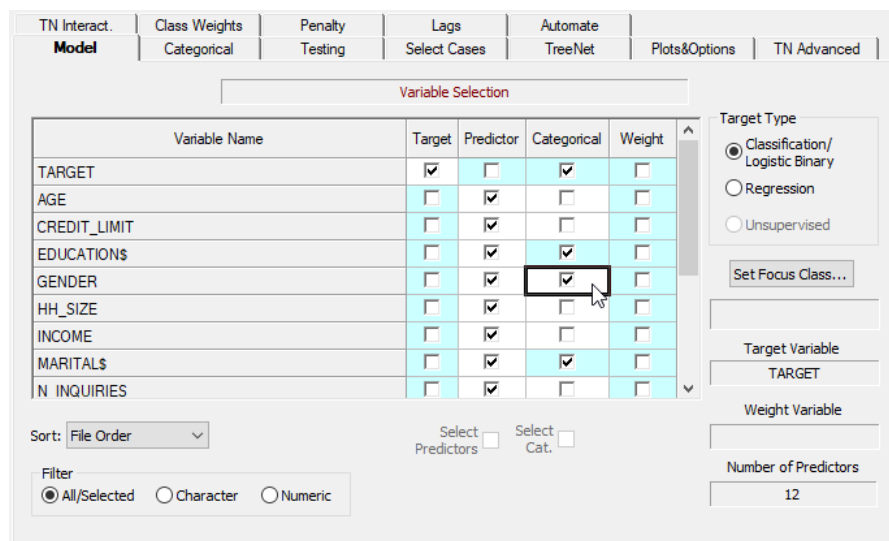 TN Interact. Class Weights Penalty Lags Automate
Model Categorical Testing Select Cases TreeNet Plots&Options TN Advanced
Variable Selection
Variable Name Target Predictor Categorical Weight
TARGET
AGE
CREDIT_LIMIT
EDUCATION$
GENDER
HH_SIZE
INCOME
MARITAL$
N_INQUIRIES
Sort: File Order
Select
Predictors
Select
Cat.
Filter
All/Selected Character Numeric
Target Type
Classification/
Logistic Binary
Regression
Unsupervised
Set Focus Class...
Target Variable
TARGET
Weight Variable
Number of Predictors
12